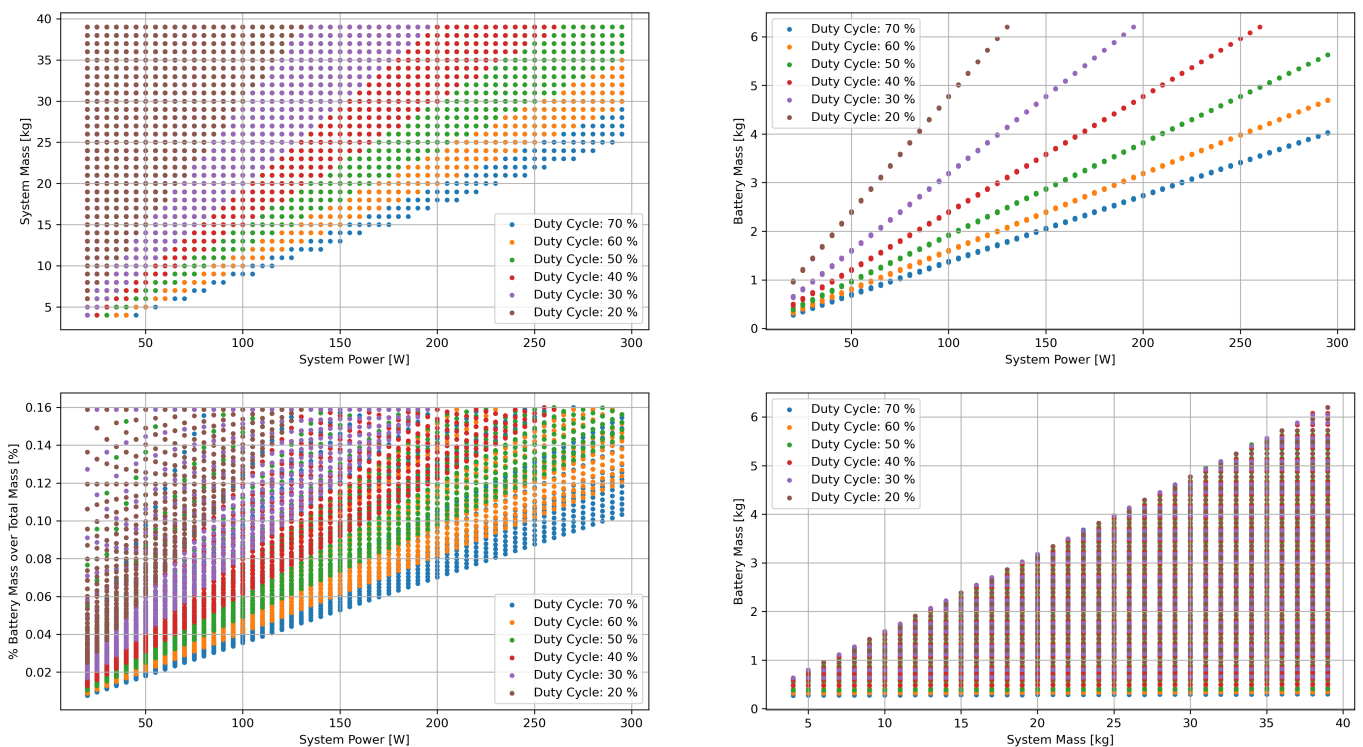 System Mass [kg]
40
35
30
25
20
15
10
5
50
100
150
200
250
300
System Power [W]
Duty Cycle: 70 %
Duty Cycle: 60 %
Duty Cycle: 50 %
Duty Cycle: 40 %
Duty Cycle: 30 %
Duty Cycle: 20 %
Battery Mass [kg]
6
5
4
3
2
1
0
50
100
150
200
250
300
System Power [W]
Duty Cycle: 70 %
Duty Cycle: 60 %
Duty Cycle: 50 %
Duty Cycle: 40 %
Duty Cycle: 30 %
Duty Cycle: 20 %
% Battery Mass over Total Mass [%]
0.16
0.14
0.12
0.10
0.08
0.06
0.04
0.02
50
100
150
200
250
300
System Power [W]
Duty Cycle: 70 %
Duty Cycle: 60 %
Duty Cycle: 50 %
Duty Cycle: 40 %
Duty Cycle: 30 %
Duty Cycle: 20 %
Battery Mass [kg]
6
5
4
3
2
1
0
5
10
15
20
25
30
35
40
System Mass [kg]
Duty Cycle: 70 %
Duty Cycle: 60 %
Duty Cycle: 50 %
Duty Cycle: 40 %
Duty Cycle: 30 %
Duty Cycle: 20 %